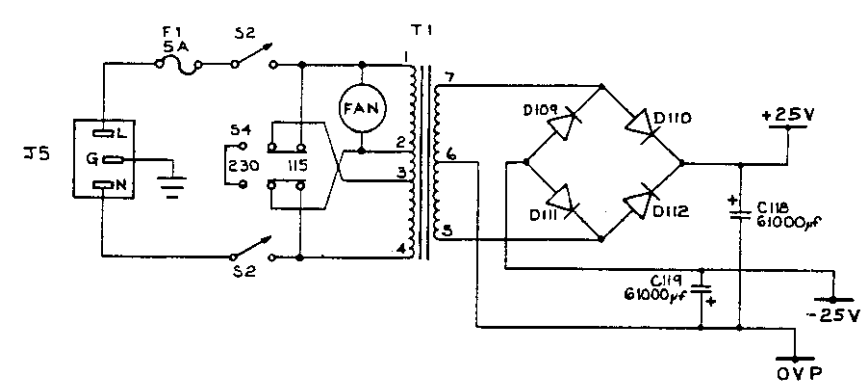 F1
5A
S2
T1
1
FAN
7
D109
D110
+25V
J5
L
G
N
S4
230
115
2
3
6
4
5
D111
D112
+
C118
61000µf
S2
C119
61000µf
+
-25V
0VP